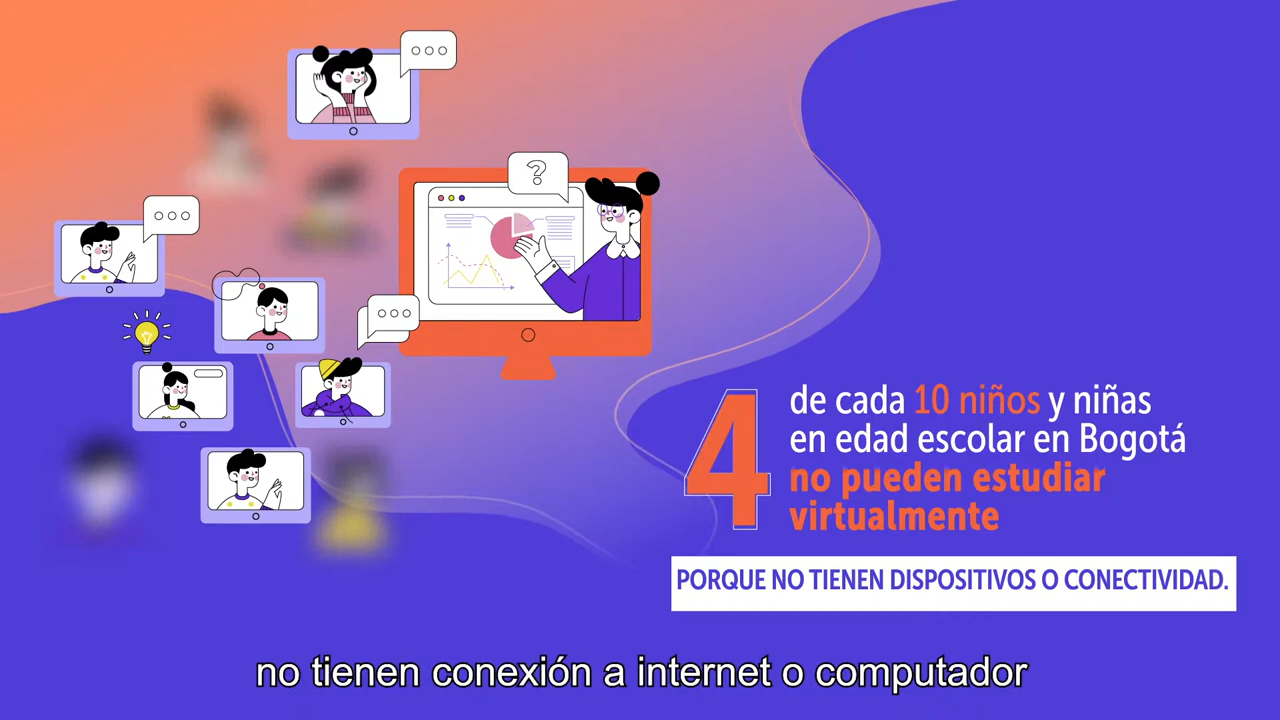 ?
4
de cada 10 niños y niñas
en edad escolar en Bogotá
no pueden estudiar
virtualmente
PORQUE NO TIENEN DISPOSITIVOS O CONECTIVIDAD.
no tienen conexión a internet o computador